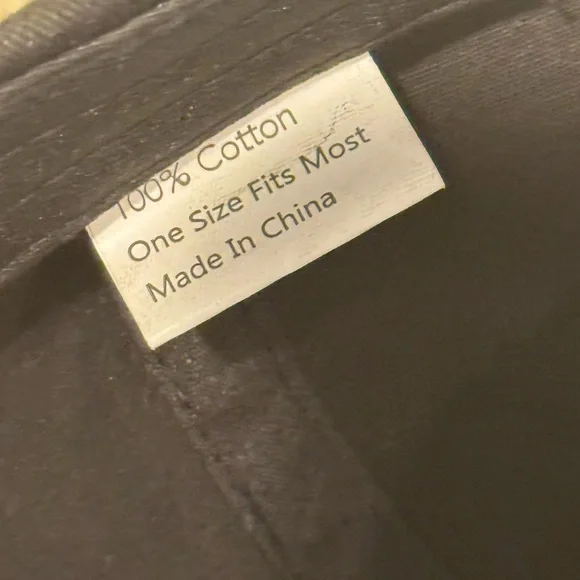 100% Cotton
One Size Fits Most
Made In China